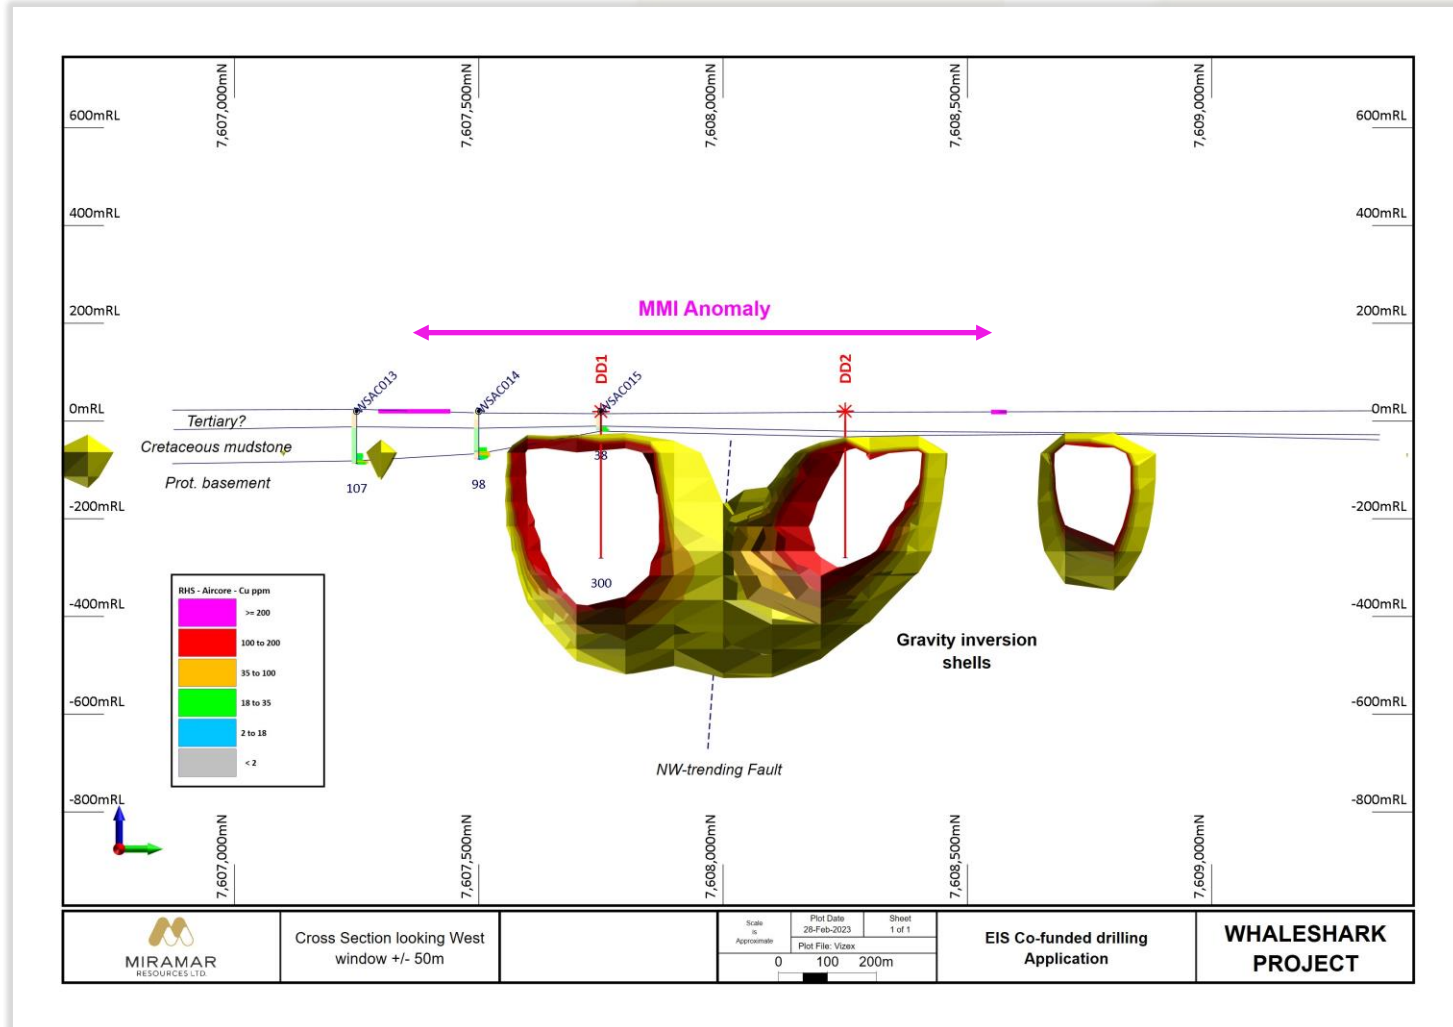 7,607,000mN
7,607,500mN
7,608,000mN
7,608,500mN
7,609,000mN
600mRL
600mRL
400mRL
400mRL
200mRL
200mRL
MMI Anomaly
DD1
DD2
WSAC013
WSAC014
WSAC015
0mRL
0mRL
Tertiary?
Cretaceous mudstone
Prot. basement
38
107
98
-200mRL
-200mRL
300
RHS - Aircore - Cu ppm
>= 200
100 to 200
35 to 100
18 to 35
2 to 18
< 2
-400mRL
-400mRL
Gravity inversion
shells
-600mRL
-600mRL
NW-trending Fault
-800mRL
-800mRL
7,607,000mN
7,607,500mN
7,608,000mN
7,608,500mN
7,609,000mN
MIRAMAR
RESOURCES LTD.
Cross Section looking West
window +/- 50m
Scale
is
Approximate
Plot Date
28-Feb-2023
Sheet
1 of 1
Plot File: Vizex
0 100 200m
EIS Co-funded drilling
Application
WHALESHARK
PROJECT